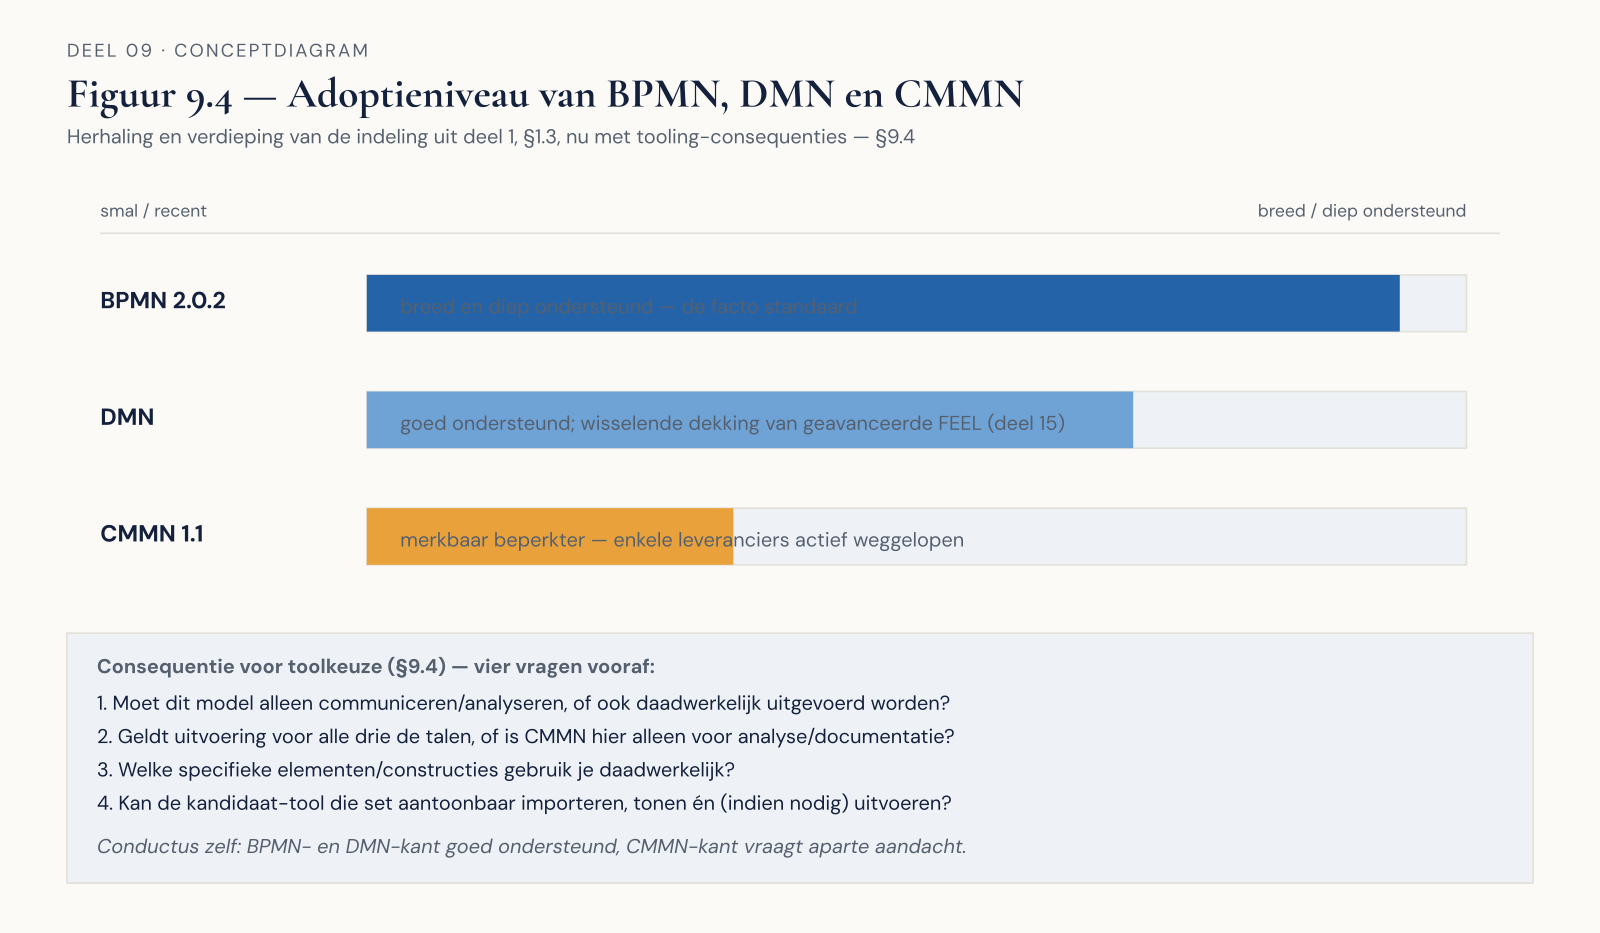 DEEL 09 · CONCEPTDIAGRAM
Figuur 9.4 — Adoptieniveau van BPMN, DMN en CMMN
Herhaling en verdieping van de indeling uit deel 1, §1.3, nu met tooling-consequenties — §9.4
smal / recent
breed / diep ondersteund
BPMN 2.0.2
breed en diep ondersteund — de facto standaard
DMN
goed ondersteund; wisselende dekking van geavanceerde FEEL (deel 15)
CMMN 1.1
merkbaar beperkter — enkele leveranciers actief weggelopen
Consequentie voor toolkeuze (§9.4) — vier vragen vooraf:
1. Moet dit model alleen communiceren/analyseren, of ook daadwerkelijk uitgevoerd worden?
2. Geldt uitvoering voor alle drie de talen, of is CMMN hier alleen voor analyse/documentatie?
3. Welke specifieke elementen/constructies gebruik je daadwerkelijk?
4. Kan de kandidaat-tool die set aantoonbaar importeren, tonen én (indien nodig) uitvoeren?
Conductus zelf: BPMN- en DMN-kant goed ondersteund, CMMN-kant vraagt aparte aandacht.